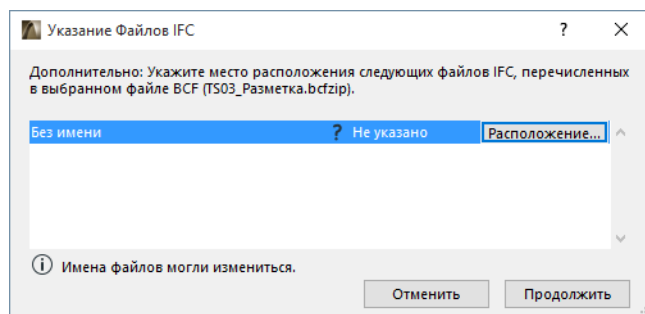 Указание Файлов IFC
?
Дополнительно: Укажите место расположения следующих файлов IFC, перечисленных
в выбранном файле BCF (TS03_Разметка.bcfzip).
Без имени ? Не указано Расположение...
Имена файлов могли измениться.
Отменить Продолжить